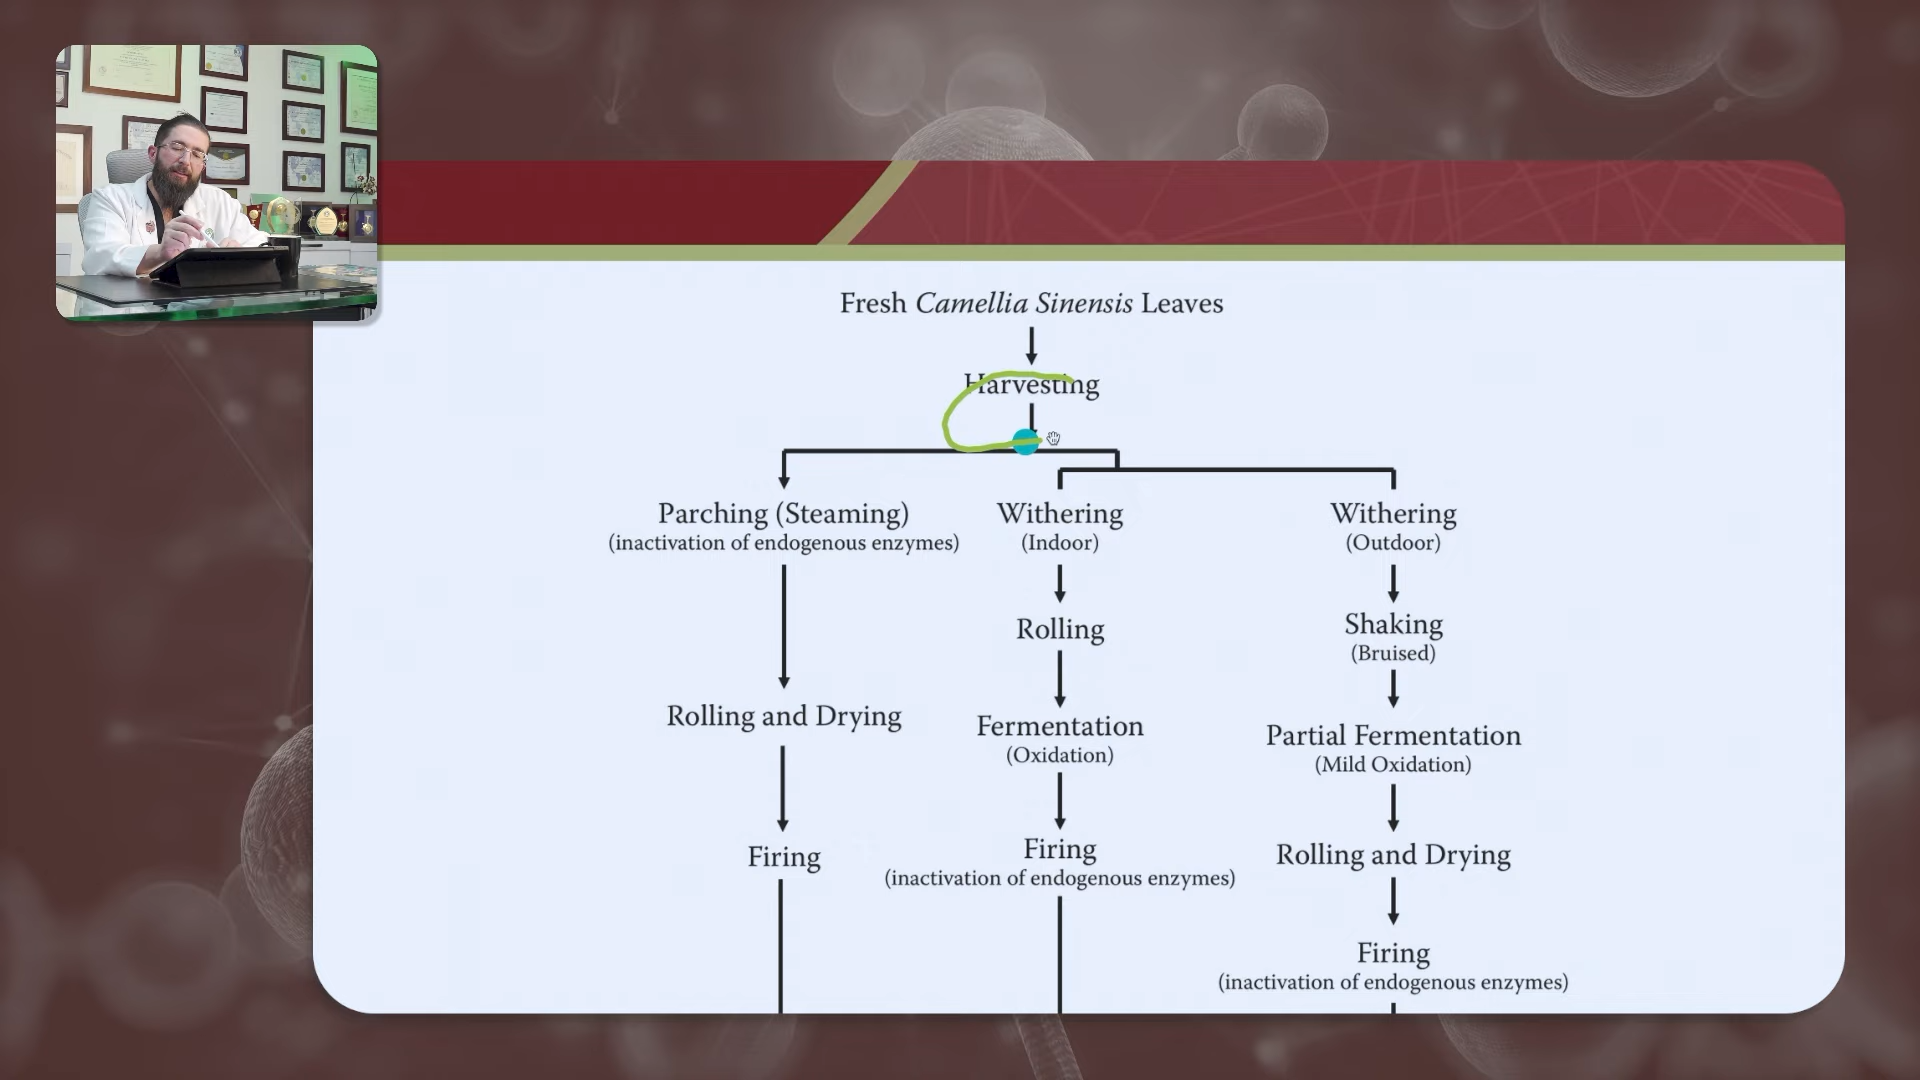 Fresh Camellia Sinensis Leaves
Harvesting
Parching (Steaming)
(inactivation of endogenous enzymes)
Rolling and Drying
Firing
Withering
(Indoor)
Rolling
Fermentation
(Oxidation)
Firing
(inactivation of endogenous enzymes)
Withering
(Outdoor)
Shaking
(Bruised)
Partial Fermentation
(Mild Oxidation)
Rolling and Drying
Firing
(inactivation of endogenous enzymes)